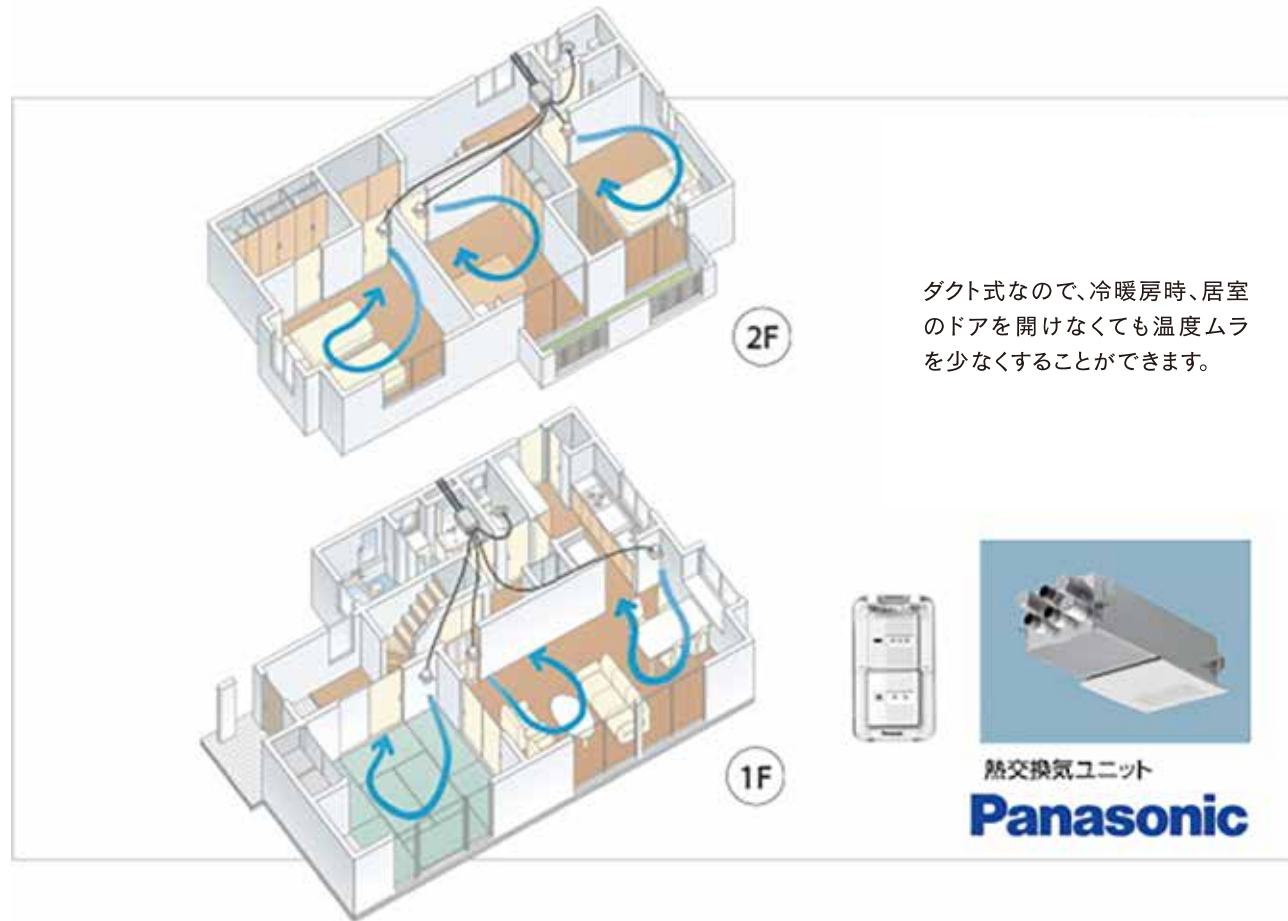 2F
ダクト式なので、冷暖房時、居室
のドアを開けなくても温度ムラ
を少なくすることができます。
1F
熱交換気ユニット
Panasonic